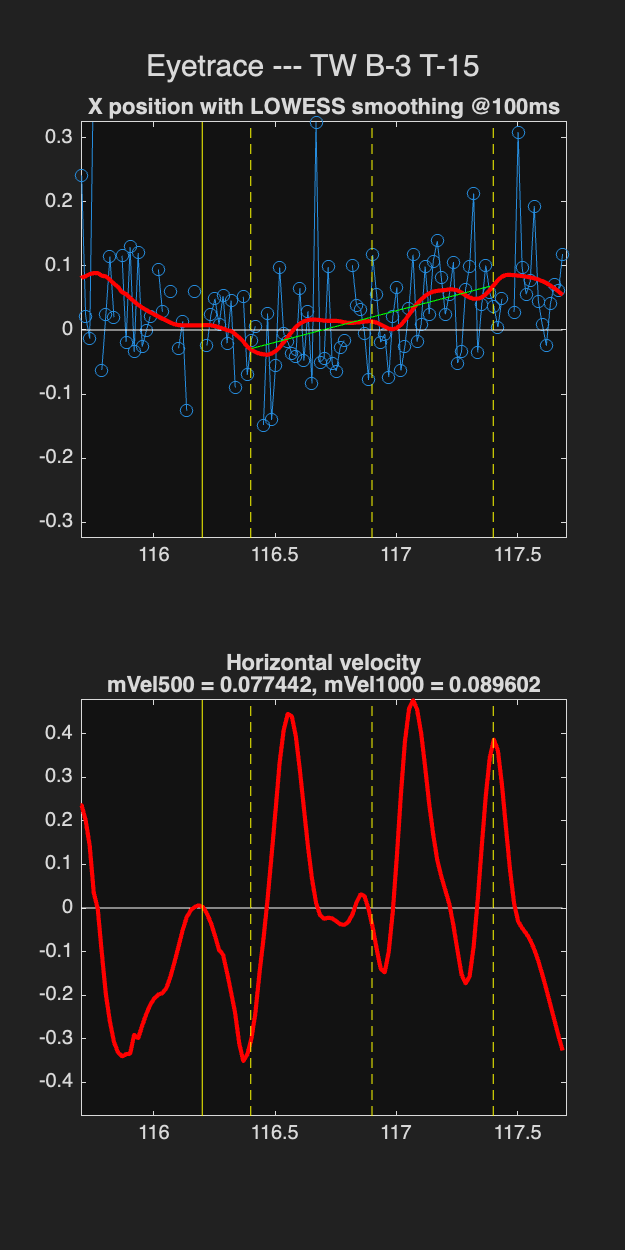 Eyetrace --- TW B-3 T-15
X position with LOWESS smoothing @100ms
0.3
0.2
0.1
0
-0.1
-0.2
-0.3
116 116.5 117 117.5
Horizontal velocity
mVel500 = 0.077442, mVel1000 = 0.089602
0.4
0.3
0.2
0.1
0
-0.1
-0.2
-0.3
-0.4
116 116.5 117 117.5